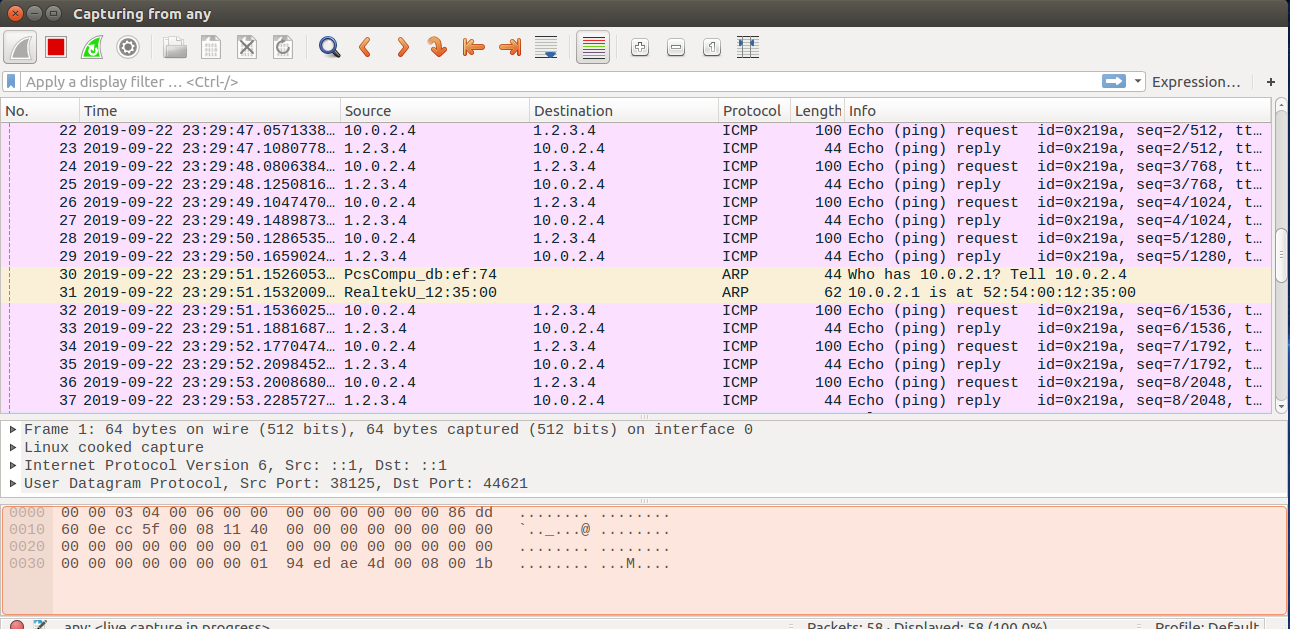 Capturing from any
Apply a display filter … <Ctrl-/>
Expression…
+
No. Time Source Destination Protocol Length Info
22 2019-09-22 23:29:47.0571338… 10.0.2.4 1.2.3.4 ICMP 100 Echo (ping) request id=0x219a, seq=2/512, tt…
23 2019-09-22 23:29:47.1080778… 1.2.3.4 10.0.2.4 ICMP 44 Echo (ping) reply id=0x219a, seq=2/512, tt…
24 2019-09-22 23:29:48.0806384… 10.0.2.4 1.2.3.4 ICMP 100 Echo (ping) request id=0x219a, seq=3/768, tt…
25 2019-09-22 23:29:48.1250816… 1.2.3.4 10.0.2.4 ICMP 44 Echo (ping) reply id=0x219a, seq=3/768, tt…
26 2019-09-22 23:29:49.1047470… 10.0.2.4 1.2.3.4 ICMP 100 Echo (ping) request id=0x219a, seq=4/1024, t…
27 2019-09-22 23:29:49.1489873… 1.2.3.4 10.0.2.4 ICMP 44 Echo (ping) reply id=0x219a, seq=4/1024, t…
28 2019-09-22 23:29:50.1286535… 10.0.2.4 1.2.3.4 ICMP 100 Echo (ping) request id=0x219a, seq=5/1280, t…
29 2019-09-22 23:29:50.1659024… 1.2.3.4 10.0.2.4 ICMP 44 Echo (ping) reply id=0x219a, seq=5/1280, t…
30 2019-09-22 23:29:51.1526053… PcsCompu_db:ef:74 ARP 44 Who has 10.0.2.1? Tell 10.0.2.4
31 2019-09-22 23:29:51.1532009… RealtekU_12:35:00 ARP 62 10.0.2.1 is at 52:54:00:12:35:00
32 2019-09-22 23:29:51.1536025… 10.0.2.4 1.2.3.4 ICMP 100 Echo (ping) request id=0x219a, seq=6/1536, t…
33 2019-09-22 23:29:51.1881687… 1.2.3.4 10.0.2.4 ICMP 44 Echo (ping) reply id=0x219a, seq=6/1536, t…
34 2019-09-22 23:29:52.1770474… 10.0.2.4 1.2.3.4 ICMP 100 Echo (ping) request id=0x219a, seq=7/1792, t…
35 2019-09-22 23:29:52.2098452… 1.2.3.4 10.0.2.4 ICMP 44 Echo (ping) reply id=0x219a, seq=7/1792, t…
36 2019-09-22 23:29:53.2008680… 10.0.2.4 1.2.3.4 ICMP 100 Echo (ping) request id=0x219a, seq=8/2048, t…
37 2019-09-22 23:29:53.2285727… 1.2.3.4 10.0.2.4 ICMP 44 Echo (ping) reply id=0x219a, seq=8/2048, t…
Frame 1: 64 bytes on wire (512 bits), 64 bytes captured (512 bits) on interface 0
Linux cooked capture
Internet Protocol Version 6, Src: ::1, Dst: ::1
User Datagram Protocol, Src Port: 38125, Dst Port: 44621
0000 00 00 03 04 00 06 00 00 00 00 00 00 00 00 86 dd ........ ........
0010 60 0e cc 5f 00 08 11 40 00 00 00 00 00 00 00 00 `.._...@ ........
0020 00 00 00 00 00 00 00 01 00 00 00 00 00 00 00 00 ........ ........
0030 00 00 00 00 00 00 00 01 94 ed ae 4d 00 08 00 1b ........ ...M....
any: <live capture in progress> Packets: 58 · Displayed: 58 (100.0%) Profile: Default